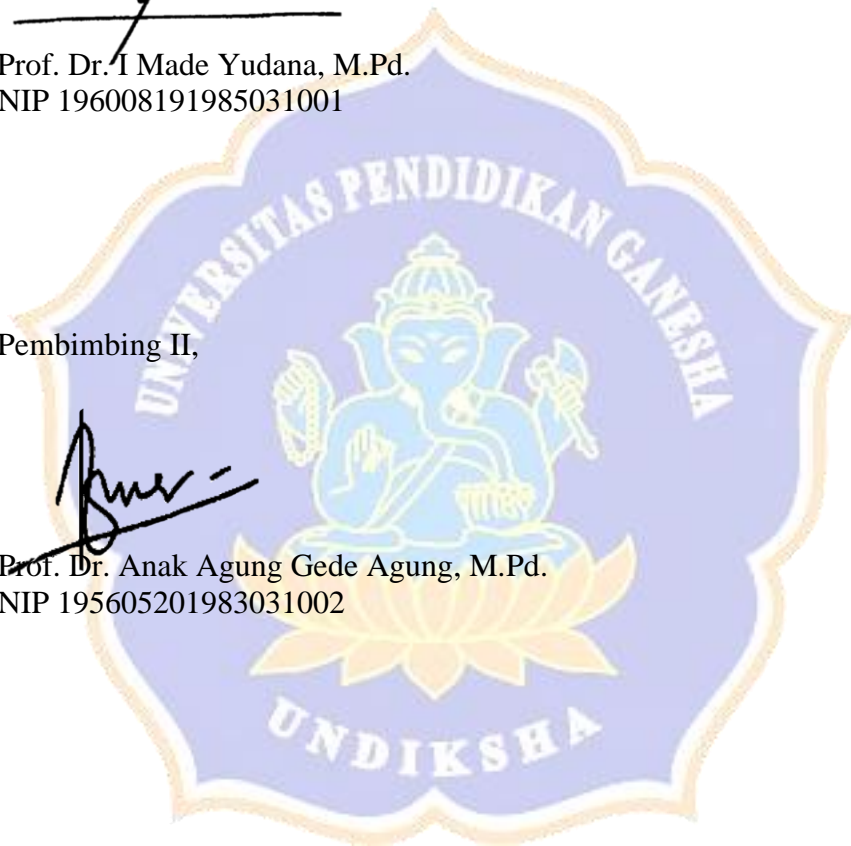 Prof. Dr. I Made Yudana, M.Pd.
NIP 196008191985031001
UNIVERSITAS PENDIDIKAN GANESHA
Pembimbing II,
Prof. Dr. Anak Agung Gede Agung, M.Pd.
NIP 195605201983031002
UNDIKSHA